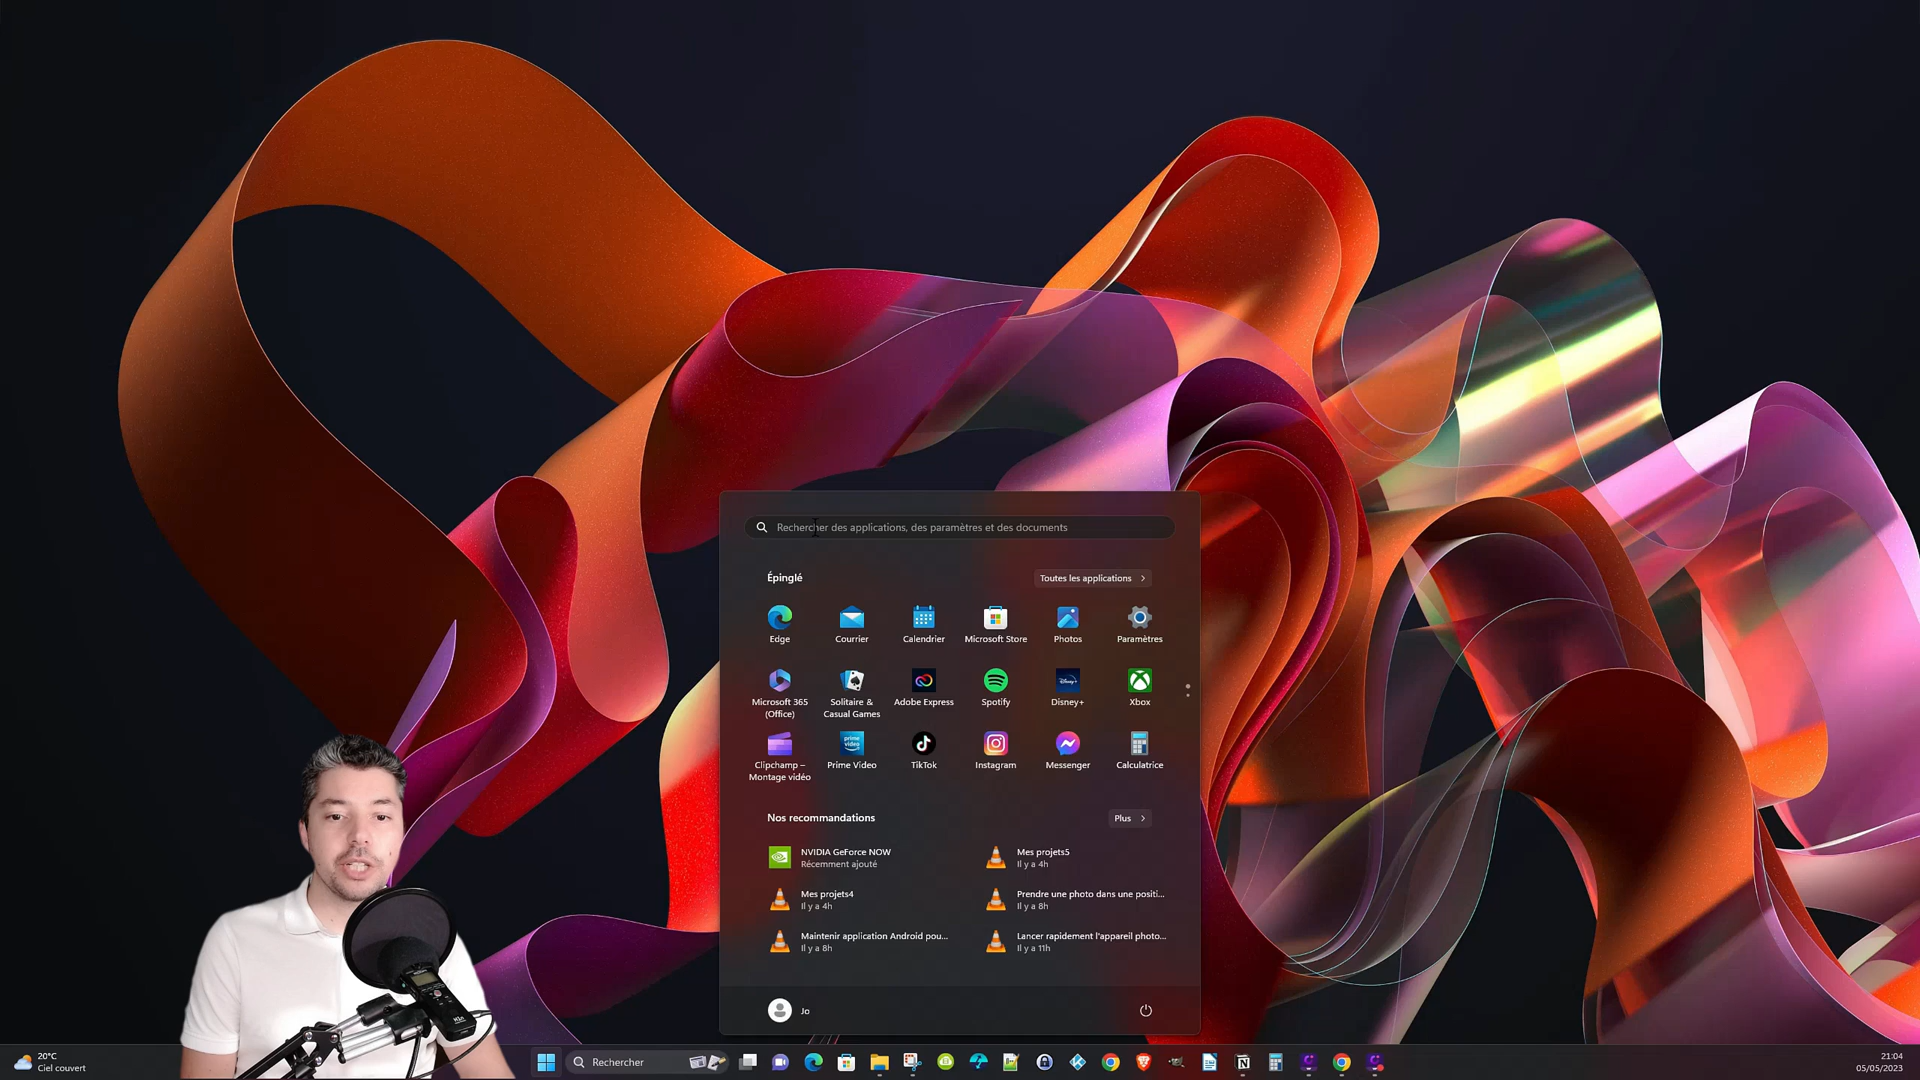 Rechercher des applications, des paramètres et des documents
Épinglé
Toutes les applications
Edge
Courrier
Calendrier
Microsoft Store
Photos
Paramètres
Microsoft 365
(Office)
Solitaire &
Casual Games
Adobe Express
Spotify
Disney+
Xbox
Clipchamp –
Montage vidéo
Prime Video
TikTok
Instagram
Messenger
Calculatrice
Nos recommandations
Plus
NVIDIA GeForce NOW
Récemment ajouté
Mes projets5
Il y a 4h
Mes projets4
Il y a 4h
Prendre une photo dans une positi...
Il y a 8h
Maintenir application Android pou...
Il y a 8h
Lancer rapidement l'appareil photo...
Il y a 11h
Jo
20°C
Ciel couvert
Rechercher
21:04
05/05/2023